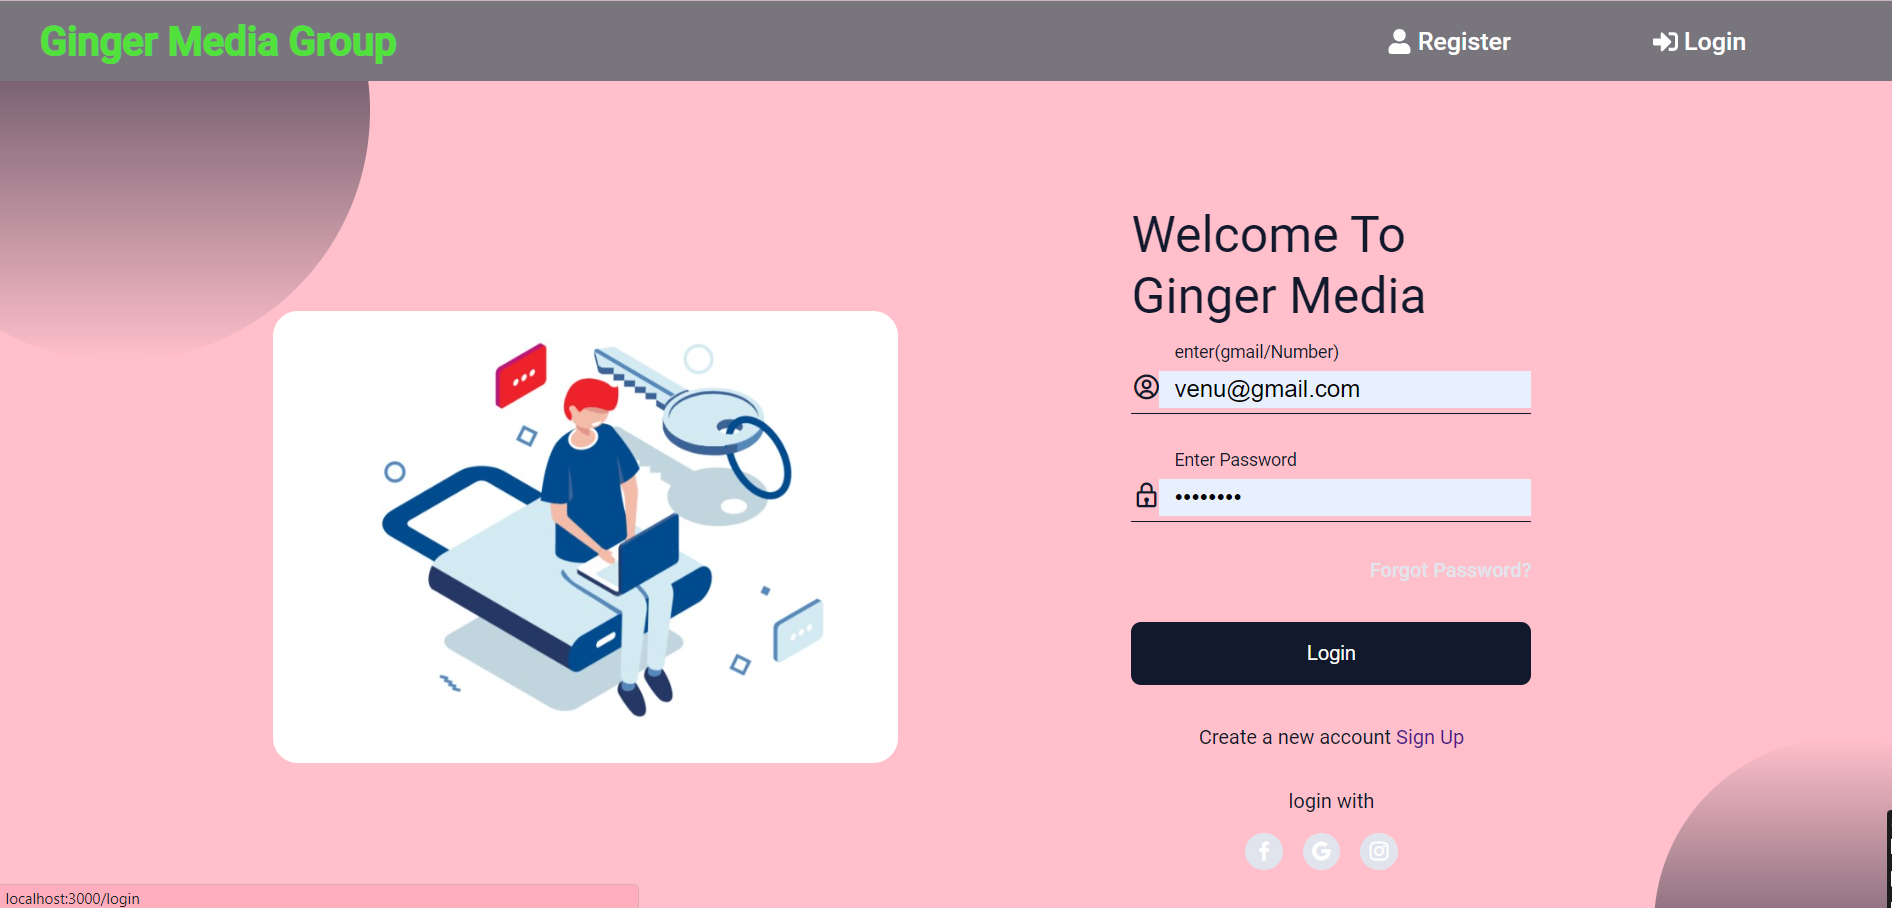 Ginger Media Group
Register
Login
Welcome To
Ginger Media
enter(gmail/Number)
venu@gmail.com
Enter Password
••••••••
Forgot Password?
Login
Create a new account Sign Up
login with
localhost:3000/login